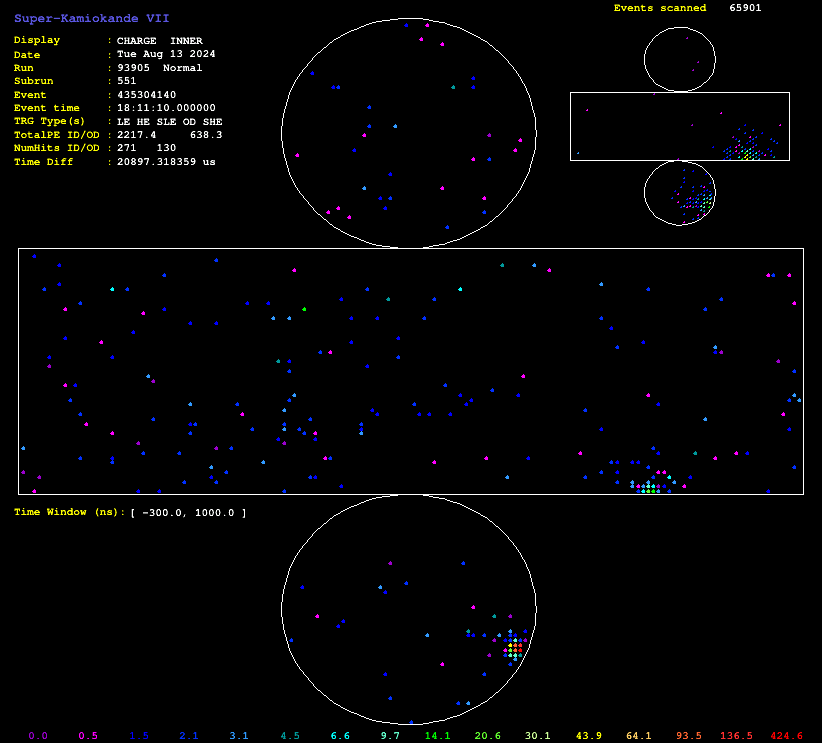 Super-Kamiokande VII
Events scanned 65901
Display : CHARGE INNER
Date : Tue Aug 13 2024
Run : 93905 Normal
Subrun : 551
Event : 435304140
Event time : 18:11:10.000000
TRG Type(s) : LE HE SLE OD SHE
TotalPE ID/OD : 2217.4 638.3
NumHits ID/OD : 271 130
Time Diff : 20897.318359 us
Time Window (ns): [ -300.0, 1000.0 ]
0.0 0.5 1.5 2.1 3.1 4.5 6.6 9.7 14.1 20.6 30.1 43.9 64.1 93.5 136.5 424.6